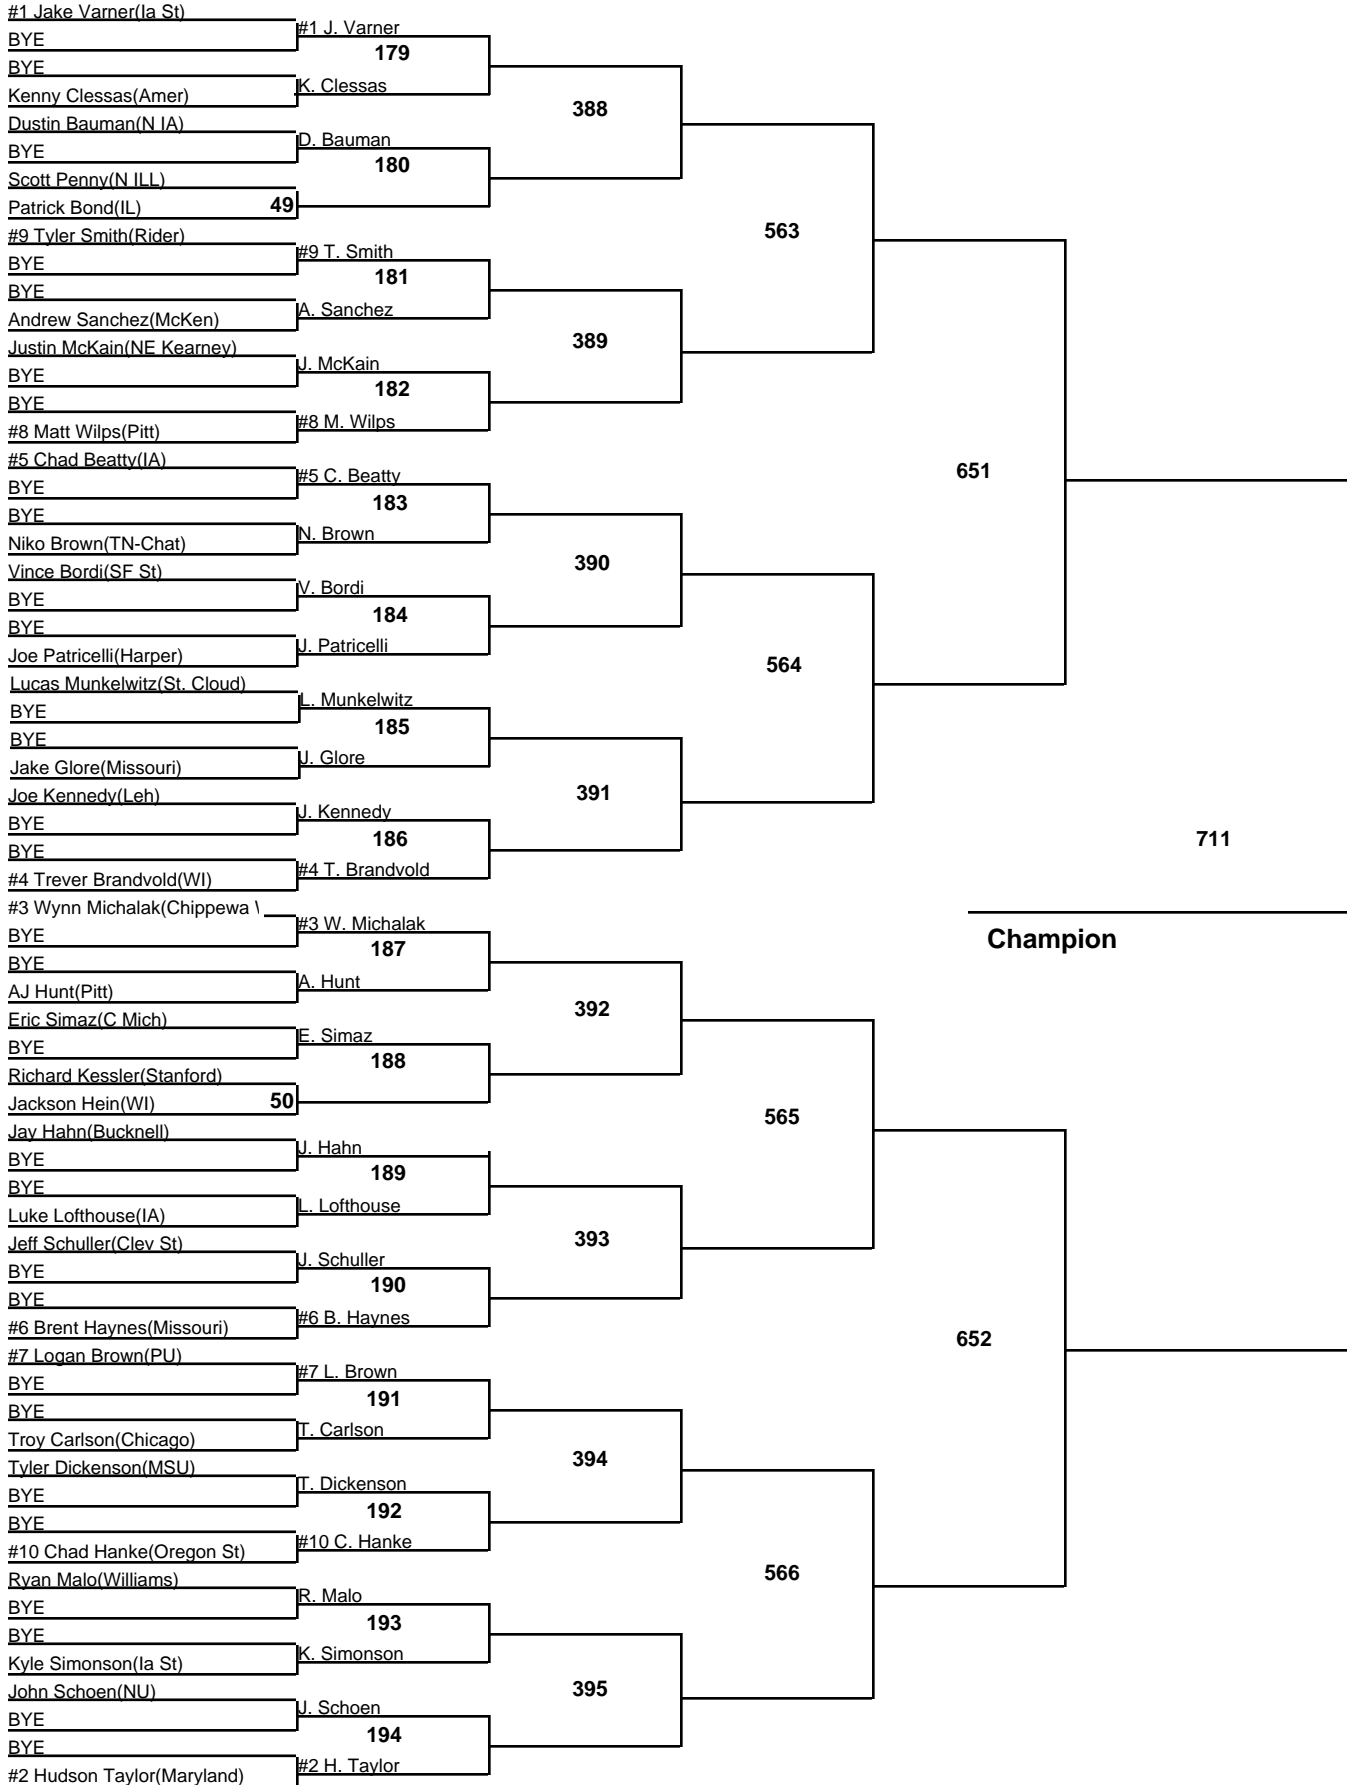 #1 Jake Varner(Ia St)
BYE
BYE
Kenny Clessas(Amer)
Dustin Bauman(N IA)
BYE
Scott Penny(N ILL)
Patrick Bond(IL)
49
#9 Tyler Smith(Rider)
BYE
BYE
Andrew Sanchez(McKen)
Justin McKain(NE Kearney)
BYE
BYE
#8 Matt Wilps(Pitt)
#5 Chad Beatty(IA)
BYE
BYE
Niko Brown(TN-Chat)
Vince Bordi(SF St)
BYE
BYE
Joe Patricelli(Harper)
Lucas Munkelwitz(St. Cloud)
BYE
BYE
Jake Glore(Missouri)
Joe Kennedy(Leh)
BYE
BYE
#4 Trever Brandvold(WI)
#3 Wynn Michalak(Chippewa \
BYE
BYE
AJ Hunt(Pitt)
Eric Simaz(C Mich)
BYE
Richard Kessler(Stanford)
Jackson Hein(WI)
50
Jay Hahn(Bucknell)
BYE
BYE
Luke Lofthouse(IA)
Jeff Schuller(Clev St)
BYE
BYE
#6 Brent Haynes(Missouri)
#7 Logan Brown(PU)
BYE
BYE
Troy Carlson(Chicago)
Tyler Dickenson(MSU)
BYE
BYE
#10 Chad Hanke(Oregon St)
Ryan Malo(Williams)
BYE
BYE
Kyle Simonson(Ia St)
John Schoen(NU)
BYE
BYE
#2 Hudson Taylor(Maryland)
#1 J. Varner
179
K. Clessas
D. Bauman
180
#9 T. Smith
181
A. Sanchez
J. McKain
182
#8 M. Wilps
#5 C. Beatty
183
N. Brown
V. Bordi
184
J. Patricelli
L. Munkelwitz
185
J. Glore
J. Kennedy
186
#4 T. Brandvold
#3 W. Michalak
187
A. Hunt
E. Simaz
188
J. Hahn
189
L. Lofthouse
J. Schuller
190
#6 B. Haynes
#7 L. Brown
191
T. Carlson
T. Dickenson
192
#10 C. Hanke
R. Malo
193
K. Simonson
J. Schoen
194
#2 H. Taylor
388
389
390
391
392
393
394
395
563
564
565
566
651
652
711
Champion